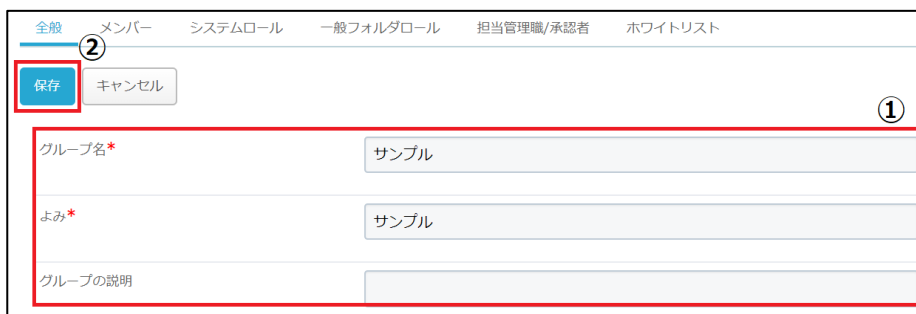 全般 メンバー システムロール 一般フォルダロール 担当管理職/承認者 ホワイトリスト
②
保存 キャンセル
①
グループ名* サンプル
よみ* サンプル
グループの説明